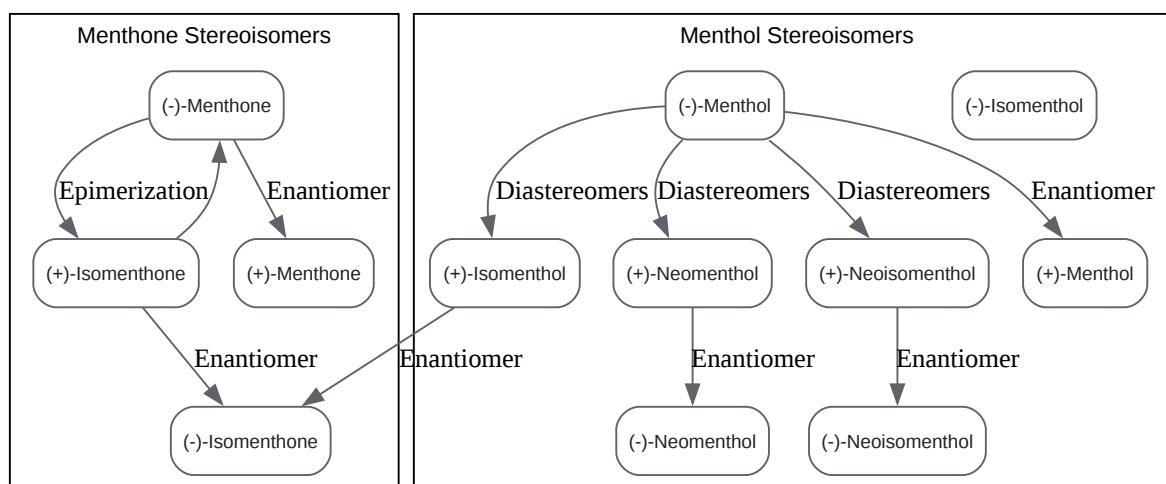 Menthone Stereoisomers
Menthol Stereoisomers
(-)-Menthone
(-)-Menthol
(-)-Isomenthol
Epimerization
Enantiomer
Diastereomers
Diastereomers
Diastereomers
Enantiomer
(+)-Isomenthone
(+)-Menthone
(+)-Isomenthol
(+)-Neomenthol
(+)-Neoisomenthol
(+)-Menthol
Enantiomer
Enantiomer
Enantiomer
Enantiomer
(-)-Isomenthone
(-)-Neomenthol
(-)-Neoisomenthol